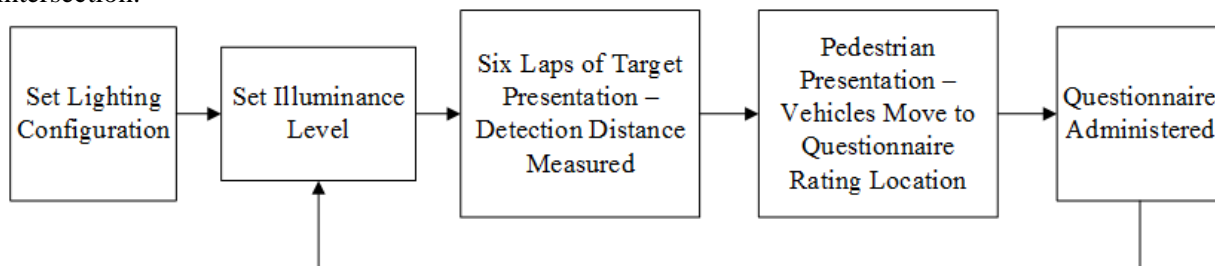 intersection.
Set Lighting
Configuration
Set Illuminance
Level
Six Laps of Target
Presentation –
Detection Distance
Measured
Pedestrian
Presentation –
Vehicles Move to
Questionnaire
Rating Location
Questionnaire
Administered